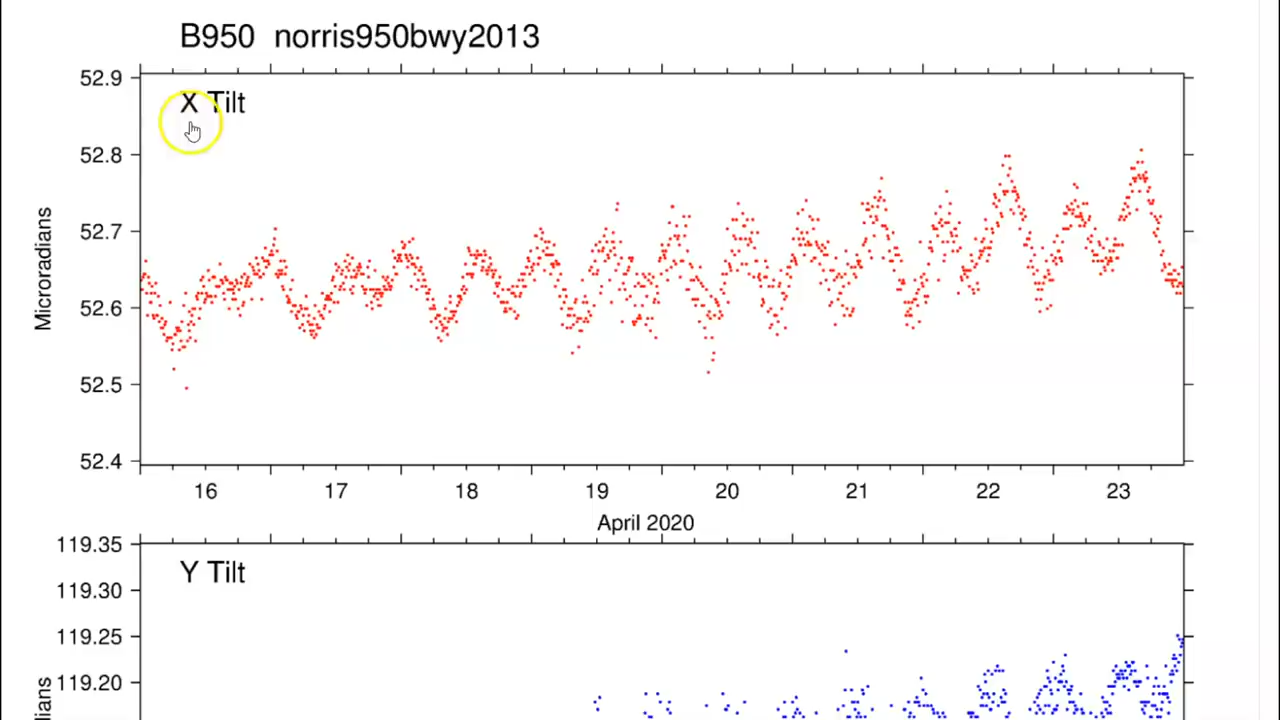 B950 norris950bwy2013
52.9
X Tilt
52.8
52.7
52.6
52.5
52.4
Microradians
16 17 18 19 20 21 22 23
April 2020
119.35
Y Tilt
119.30
119.25
119.20